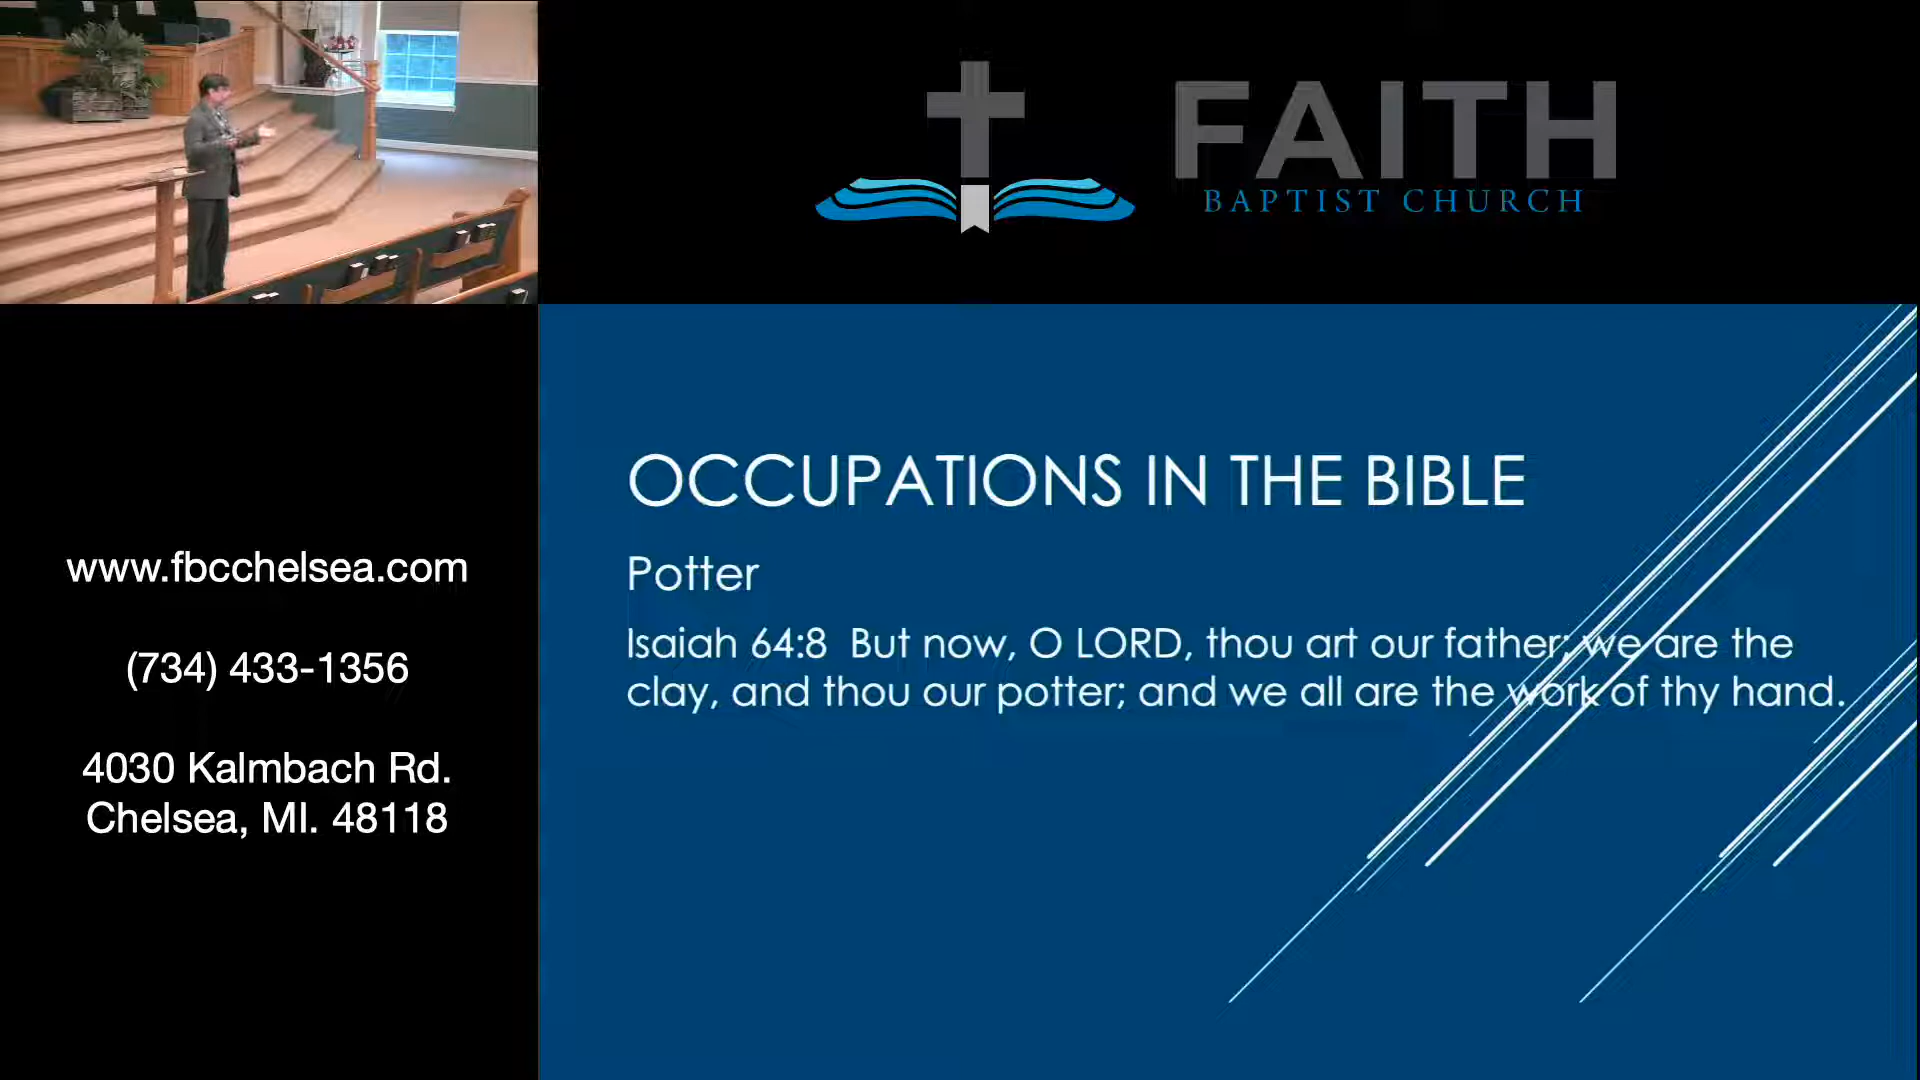 FAITH
BAPTIST CHURCH
OCCUPATIONS IN THE BIBLE
Potter
Isaiah 64:8  But now, O LORD, thou art our father; we are the
clay, and thou our potter; and we all are the work of thy hand.
www.fbcchelsea.com
(734) 433-1356
4030 Kalmbach Rd.
Chelsea, MI. 48118